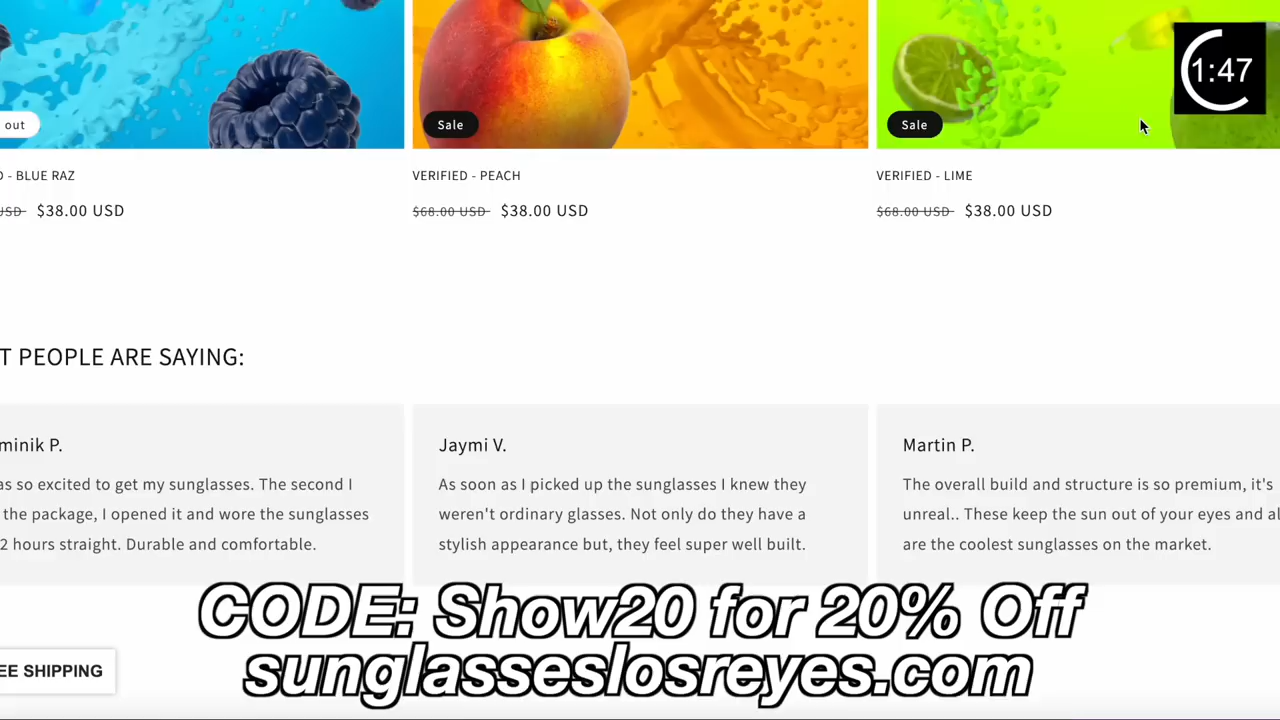 1:47
out
Sale
Sale
D - BLUE RAZ
VERIFIED - PEACH
VERIFIED - LIME
USD $38.00 USD
$68.00 USD $38.00 USD
$68.00 USD $38.00 USD
T PEOPLE ARE SAYING:
minik P.
as so excited to get my sunglasses. The second I
the package, I opened it and wore the sunglasses
2 hours straight. Durable and comfortable.
Jaymi V.
As soon as I picked up the sunglasses I knew they
weren't ordinary glasses. Not only do they have a
stylish appearance but, they feel super well built.
Martin P.
The overall build and structure is so premium, it's
unreal.. These keep the sun out of your eyes and al
are the coolest sunglasses on the market.
CODE: Show20 for 20% Off
sunglasseslosreyes.com
EE SHIPPING